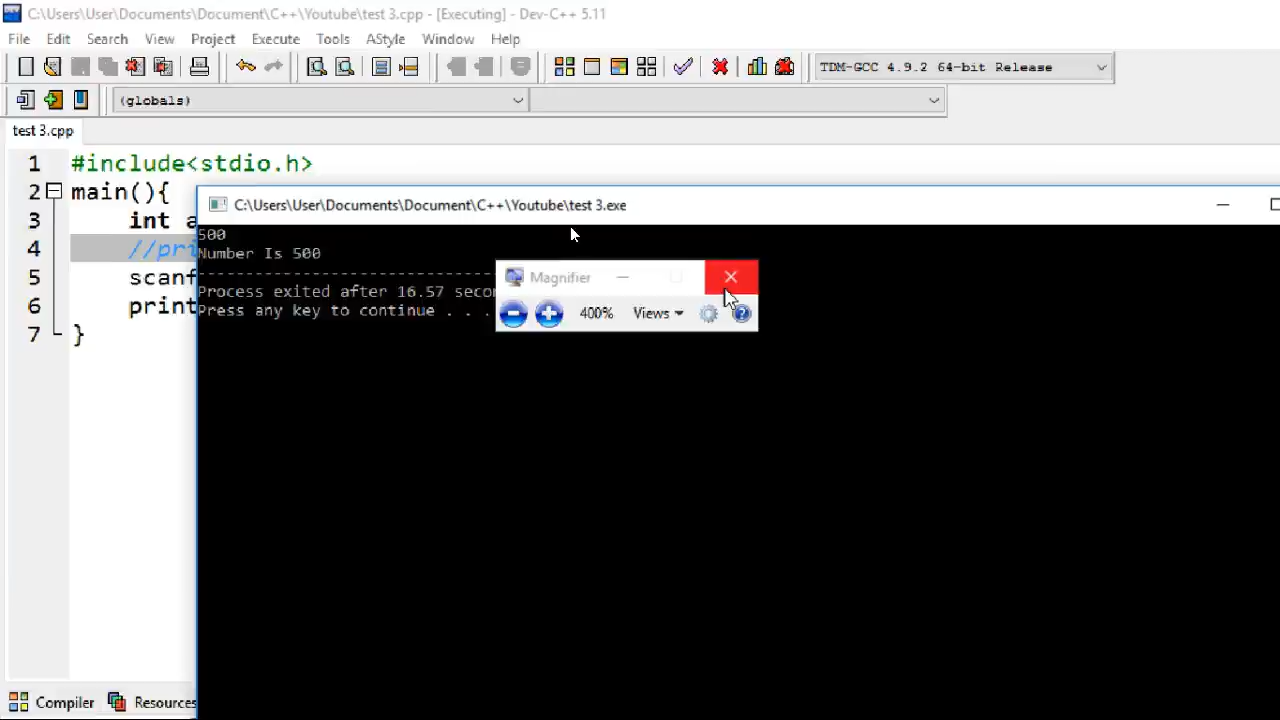 C:\Users\User\Documents\Document\C++\Youtube\test 3.cpp - [Executing] - Dev-C++ 5.11
File Edit Search View Project Execute Tools AStyle Window Help
TDM-GCC 4.9.2 64-bit Release
(globals)
test 3.cpp
1 #include<stdio.h>
2 main(){
3 int a
4 //pri
5 scanf
6 print
7 }
C:\Users\User\Documents\Document\C++\Youtube\test 3.exe
500
Number Is 500
--------------------------------
Process exited after 16.57 secon
Press any key to continue . . .
Magnifier
400% Views
Compiler Resources